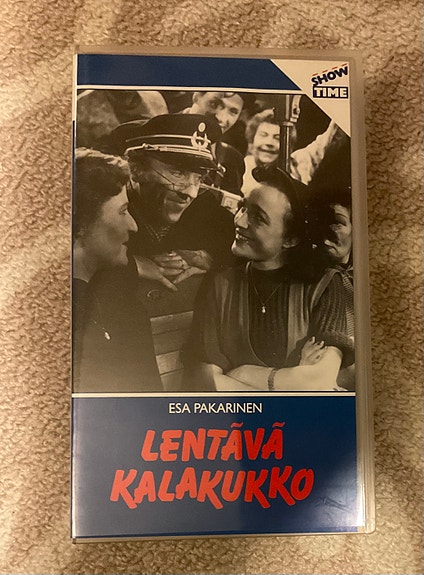 SHOW
TIME
ESA PAKARINEN
LENTÄVÄ
KALAKUKKO